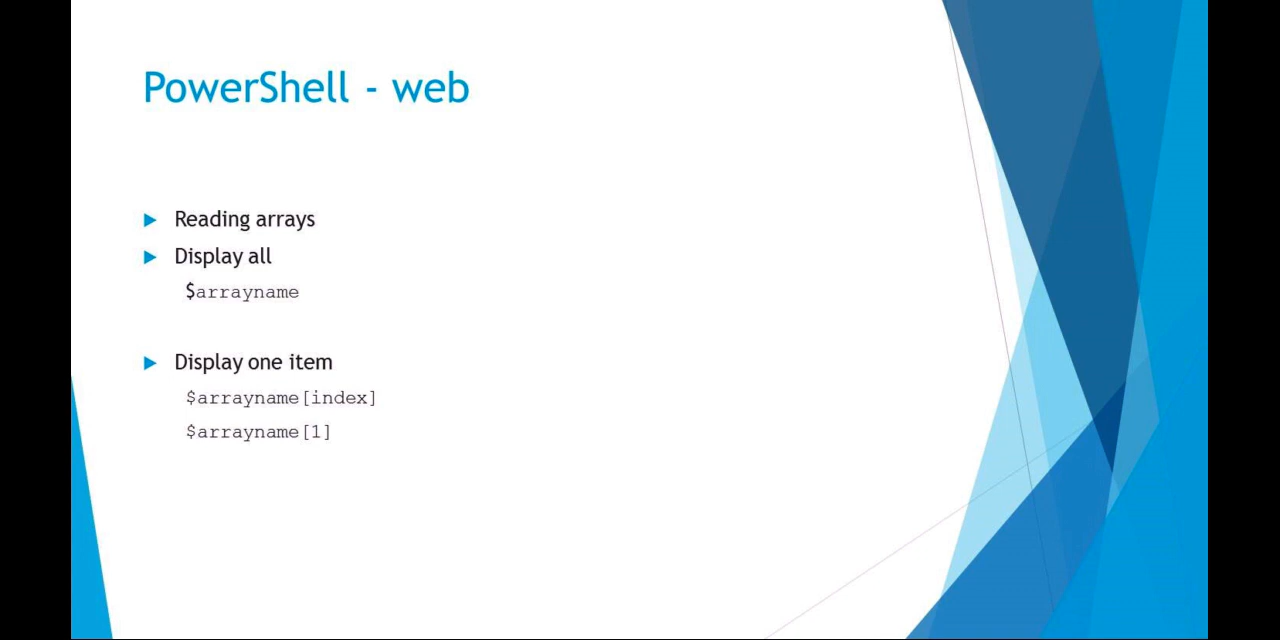 PowerShell - web
Reading arrays
Display all
$arrayname
Display one item
$arrayname[index]
$arrayname[1]